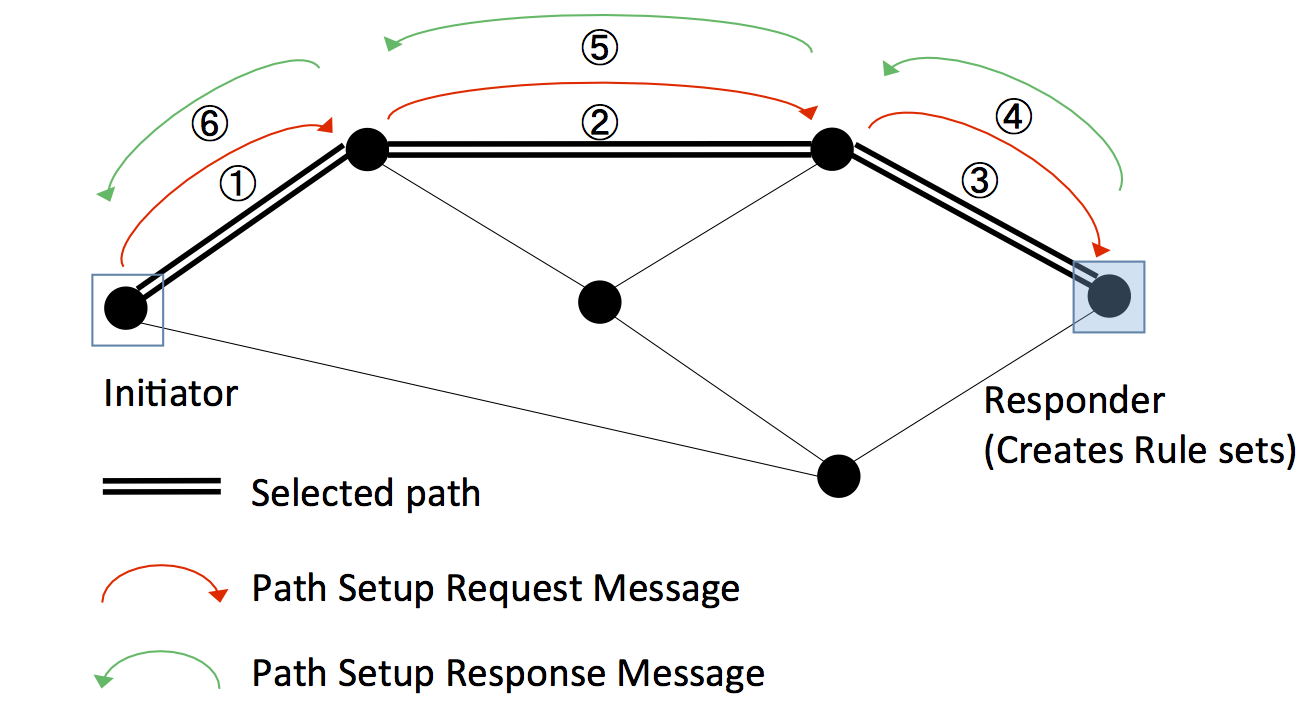 ⑤
⑥
②
④
①
③
Initiator
Responder
(Creates Rule sets)
Selected path
Path Setup Request Message
Path Setup Response Message